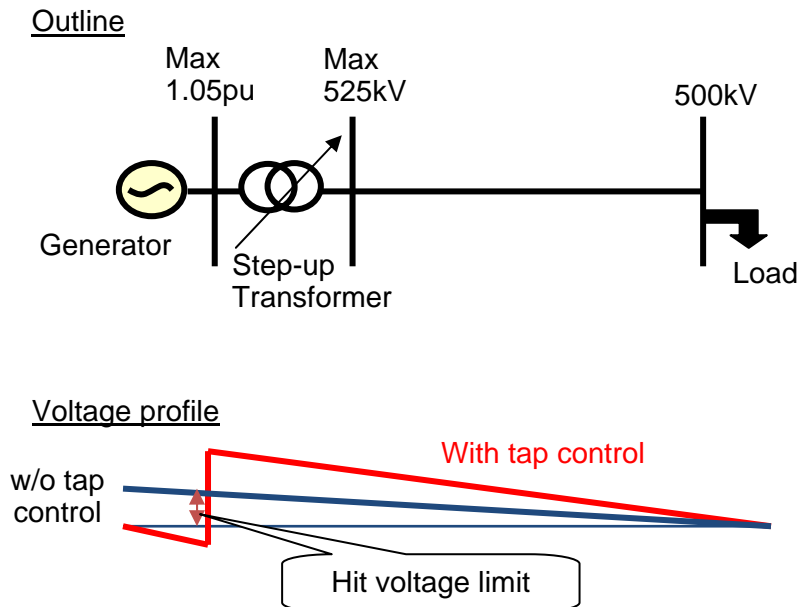 Outline
Max
1.05pu
Max
525kV
500kV
Generator
Step-up
Transformer
Load
Voltage profile
With tap control
w/o tap
control
Hit voltage limit